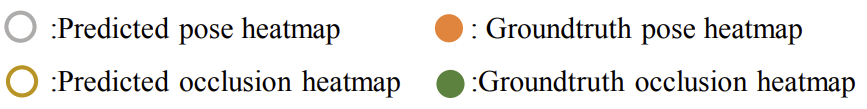 :Predicted pose heatmap : Groundtruth pose heatmap
:Predicted occlusion heatmap :Groundtruth occlusion heatmap